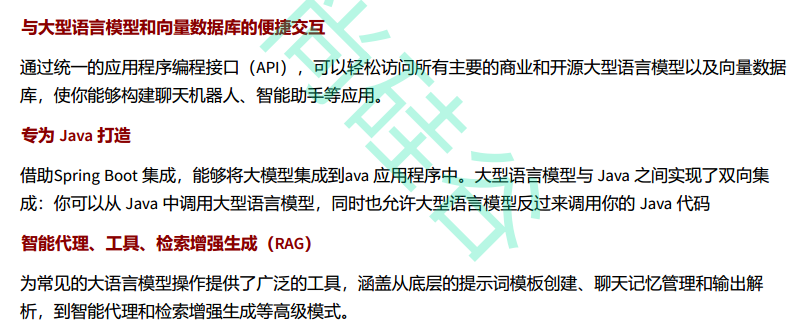 与大型语言模型和向量数据库的便捷交互
通过统一的应用程序编程接口（API），可以轻松访问所有主要的商业和开源大型语言模型以及向量数据
库，使你能够构建聊天机器人、智能助手等应用。
专为 Java 打造
借助Spring Boot 集成，能够将大模型集成到ava 应用程序中。大型语言模型与 Java 之间实现了双向集
成：你可以从 Java 中调用大型语言模型，同时也允许大型语言模型反过来调用你的 Java 代码
智能代理、工具、检索增强生成（RAG）
为常见的大语言模型操作提供了广泛的工具，涵盖从底层的提示词模板创建、聊天记忆管理和输出解
析，到智能代理和检索增强生成等高级模式。
尚硅谷